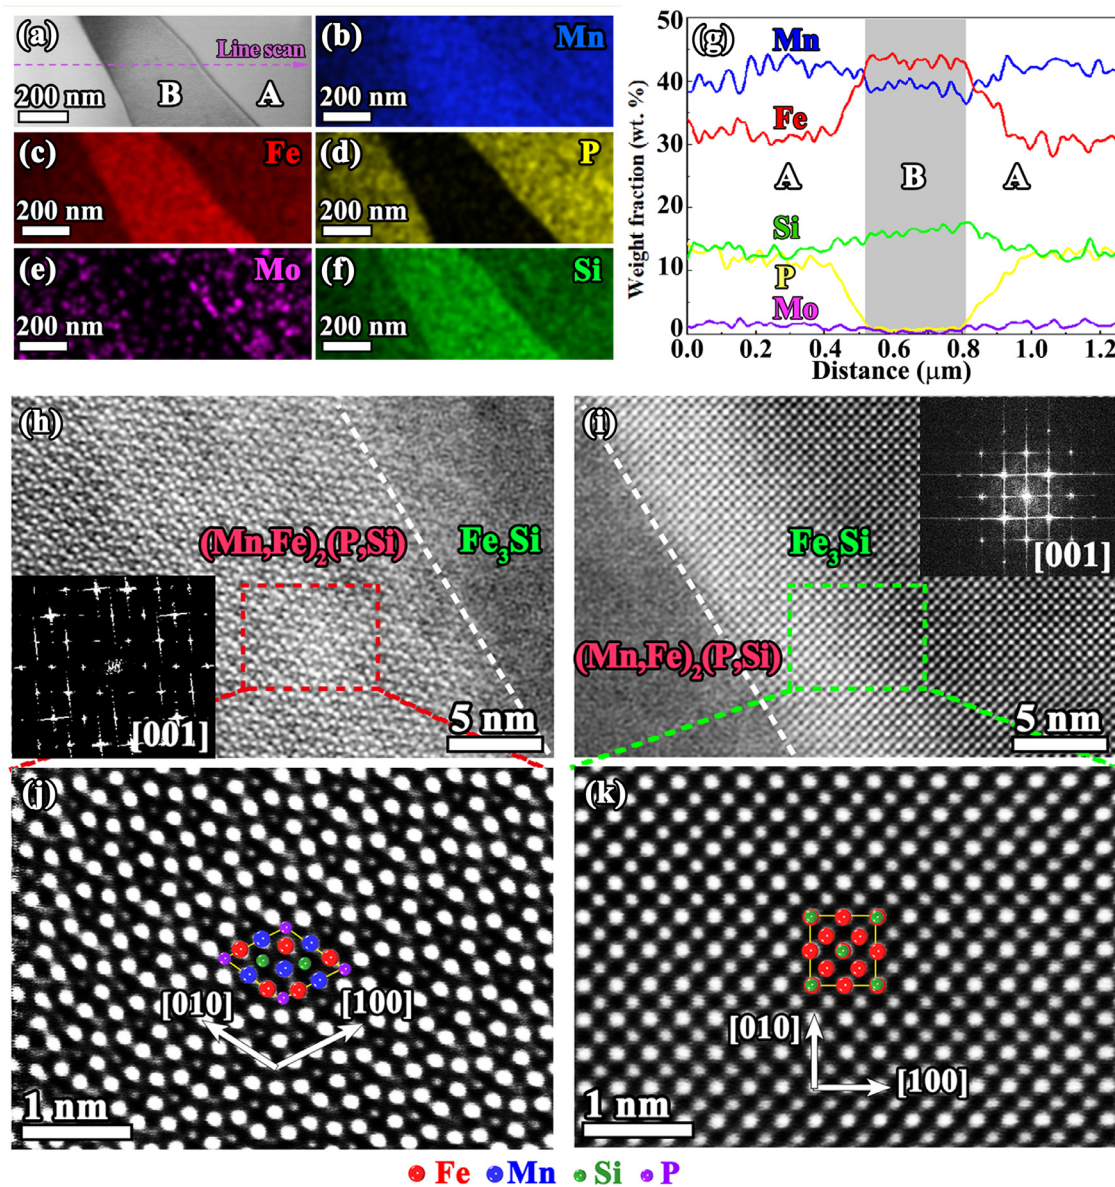 (a)
Line scan
B
A
200 nm
(b)
Mn
200 nm
(c)
Fe
200 nm
(d)
P
200 nm
(e)
Mo
200 nm
(f)
Si
200 nm
(g)
Weight fraction (wt. %)
50
40
30
20
10
0
Mn
Fe
A
B
A
Si
P
Mo
0.0 0.2 0.4 0.6 0.8 1.0 1.2
Distance (μm)
(h)
(Mn,Fe)₂(P,Si)
Fe₃Si
[001]
5 nm
(i)
[001]
Fe₃Si
(Mn,Fe)₂(P,Si)
5 nm
(j)
[010]
[100]
1 nm
(k)
[010]
[100]
1 nm
Fe Mn Si P